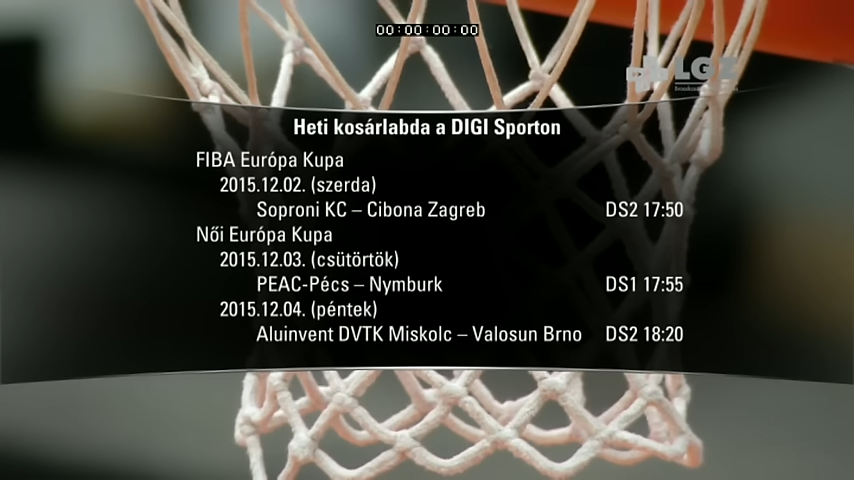 00:00:00:00
LGZ
Heti kosárlabda a DIGI Sporton
FIBA Európa Kupa
2015.12.02. (szerda)
Soproni KC – Cibona Zagreb DS2 17:50
Női Európa Kupa
2015.12.03. (csütörtök)
PEAC-Pécs – Nymburk DS1 17:55
2015.12.04. (péntek)
Aluinvent DVTK Miskolc – Valosun Brno DS2 18:20